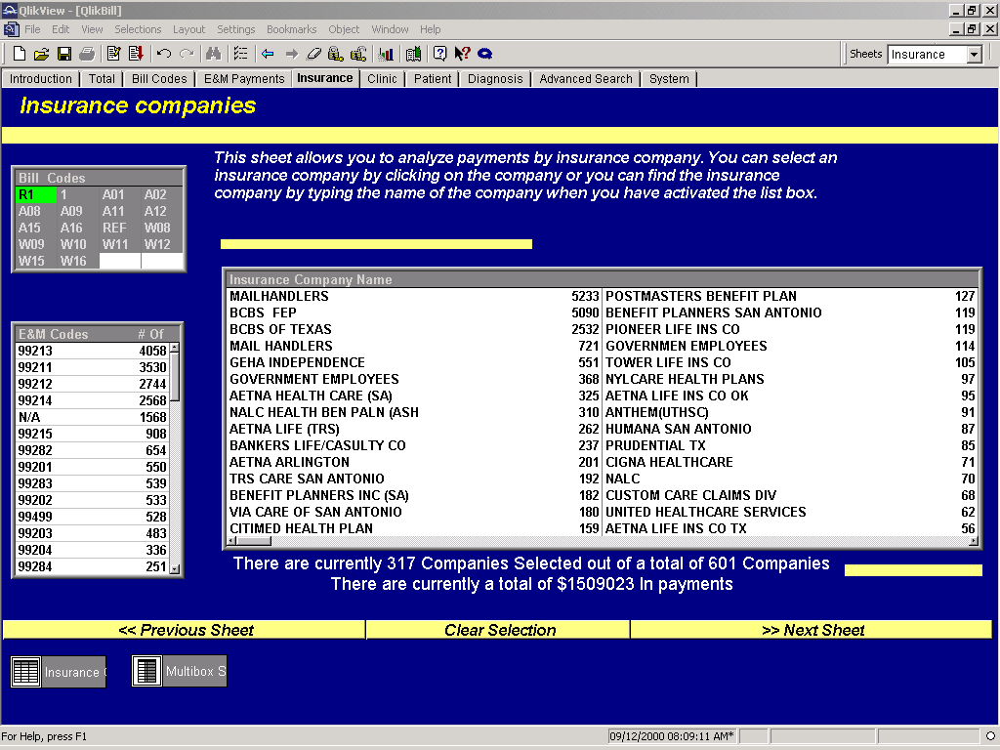 QlikView - [QlikBill]
File Edit View Selections Layout Settings Bookmarks Object Window Help
Sheets Insurance
Introduction Total Bill Codes E&M Payments Insurance Clinic Patient Diagnosis Advanced Search System
Insurance companies
This sheet allows you to analyze payments by insurance company. You can select an
insurance company by clicking on the company or you can find the insurance
company by typing the name of the company when you have activated the list box.
Bill Codes
R1 1 A01 A02
A08 A09 A11 A12
A15 A16 REF W08
W09 W10 W11 W12
W15 W16
E&M Codes # Of
99213 4058
99211 3530
99212 2744
99214 2568
N/A 1568
99215 908
99282 654
99201 550
99283 539
99202 533
99499 528
99203 483
99204 336
99284 251
Insurance Company Name
MAILHANDLERS 5233 POSTMASTERS BENEFIT PLAN 127
BCBS FEP 5090 BENEFIT PLANNERS SAN ANTONIO 119
BCBS OF TEXAS 2532 PIONEER LIFE INS CO 119
MAIL HANDLERS 721 GOVERNMEN EMPLOYEES 114
GEHA INDEPENDENCE 551 TOWER LIFE INS CO 105
GOVERNMENT EMPLOYEES 368 NYLCARE HEALTH PLANS 97
AETNA HEALTH CARE (SA) 325 AETNA LIFE INS CO OK 95
NALC HEALTH BEN PALN (ASH 310 ANTHEM(UTHSC) 91
AETNA LIFE (TRS) 262 HUMANA SAN ANTONIO 87
BANKERS LIFE/CASULTY CO 237 PRUDENTIAL TX 85
AETNA ARLINGTON 201 CIGNA HEALTHCARE 71
TRS CARE SAN ANTONIO 192 NALC 70
BENEFIT PLANNERS INC (SA) 182 CUSTOM CARE CLAIMS DIV 68
VIA CARE OF SAN ANTONIO 180 UNITED HEALTHCARE SERVICES 62
CITIMED HEALTH PLAN 159 AETNA LIFE INS CO TX 56
There are currently 317 Companies Selected out of a total of 601 Companies
There are currently a total of $1509023 In payments
<< Previous Sheet Clear Selection >> Next Sheet
Insurance Multibox S
For Help, press F1 09/12/2000 08:09:11 AM*